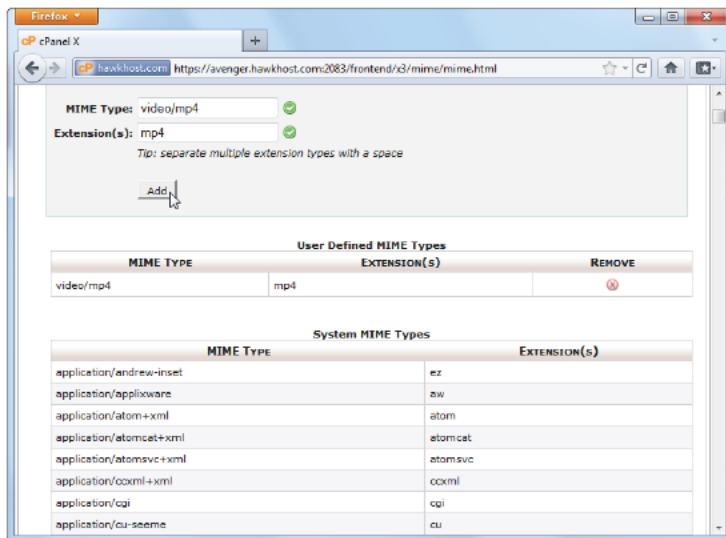 Firefox
cP cPanel X
cP hawkhost.com https://avenger.hawkhost.com:2083/frontend/x3/mime/mime.html
MIME Type: video/mp4
Extension(s): mp4
Tip: separate multiple extension types with a space
Add
User Defined MIME Types
MIME TYPE EXTENSION(S) REMOVE
video/mp4 mp4
System MIME Types
MIME TYPE EXTENSION(S)
application/andrew-inset ez
application/applixware aw
application/atom+xml atom
application/atomcat+xml atomcat
application/atomsvc+xml atomsvc
application/ccxml+xml ccxml
application/cgi cgi
application/cu-seeme cu